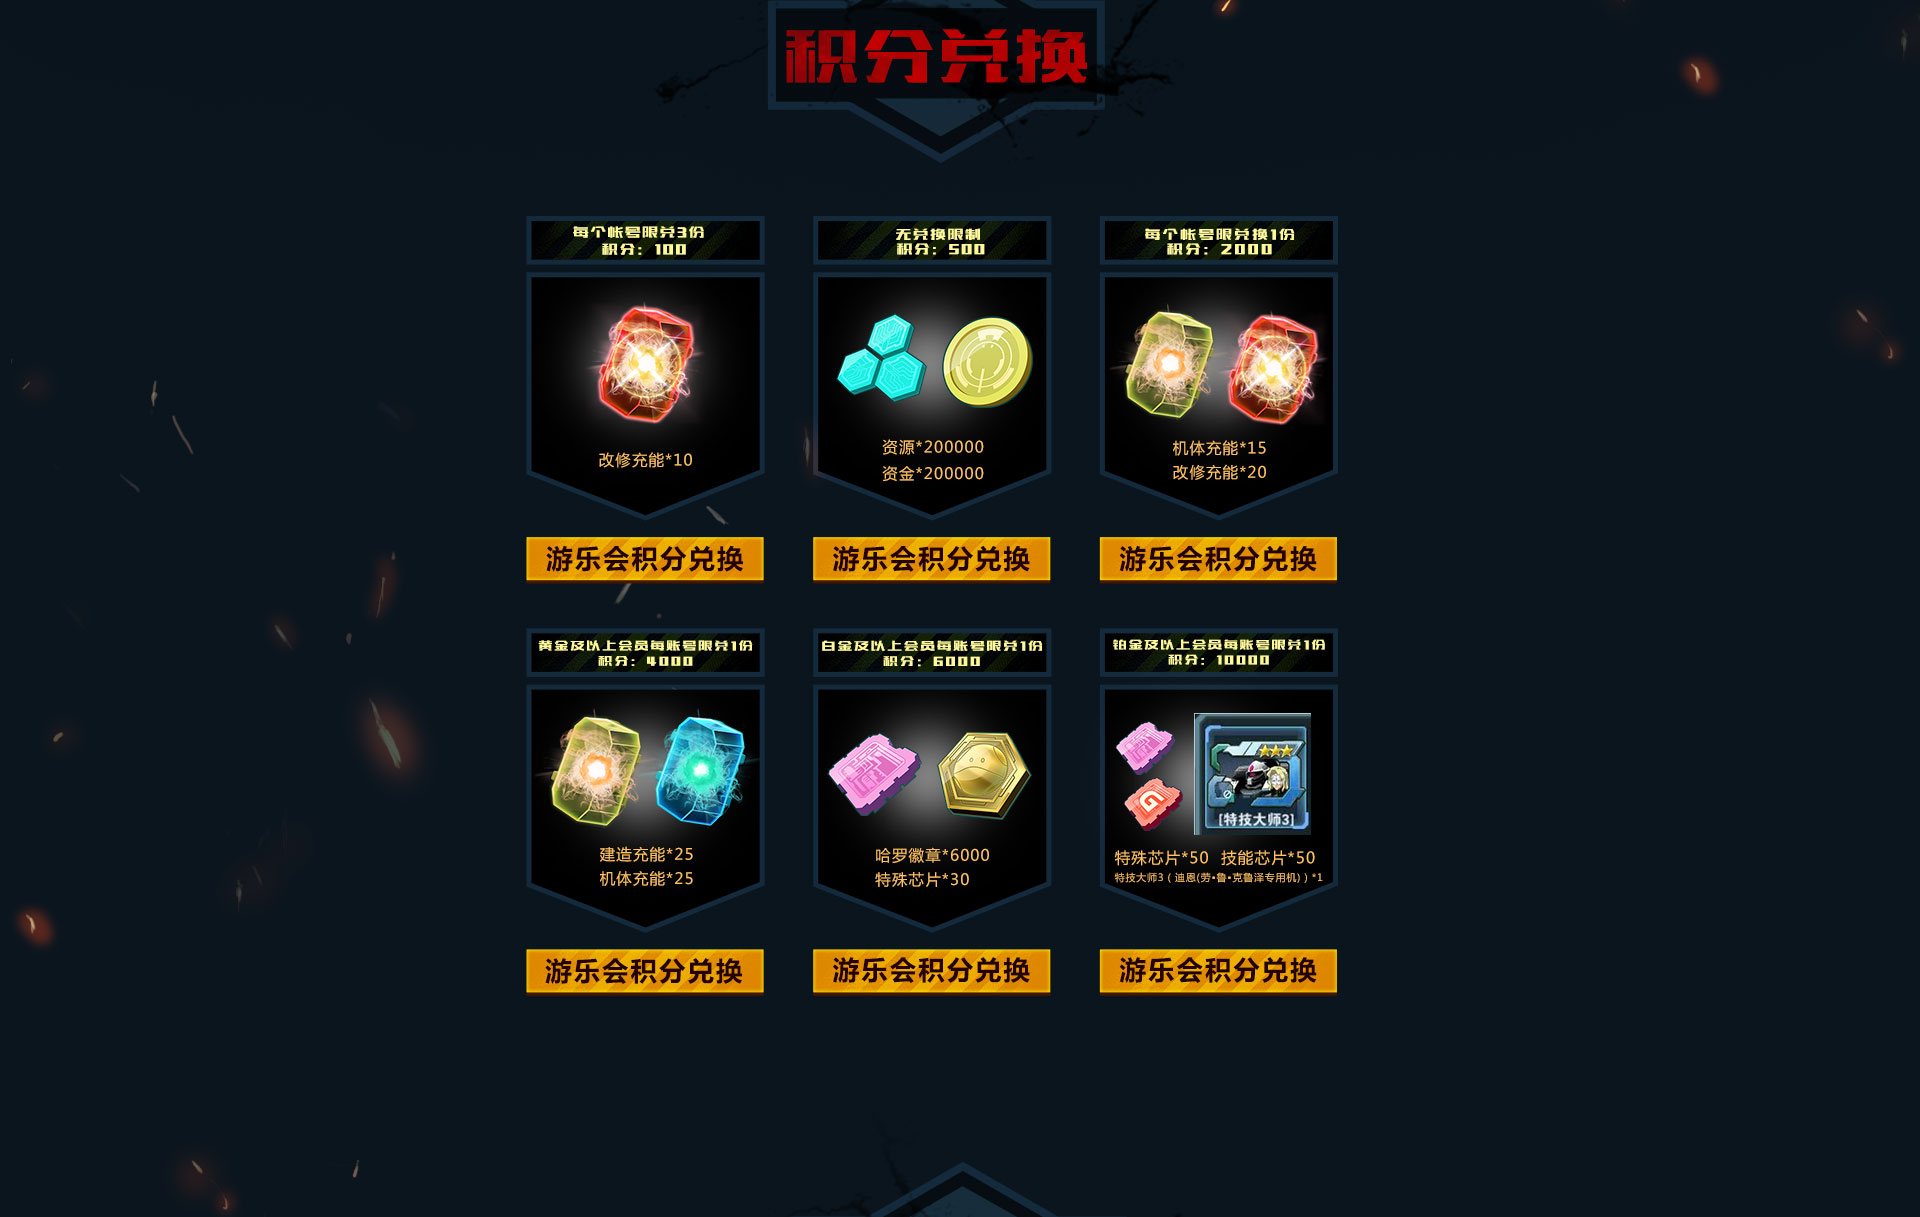 积分兑换
每个帐号限兑3份
积分：100
无兑换限制
积分：500
每个帐号限兑换1份
积分：2000
改修充能*10
资源*200000
资金*200000
机体充能*15
改修充能*20
游乐会积分兑换
游乐会积分兑换
游乐会积分兑换
黄金及以上会员每账号限兑1份
积分：4000
白金及以上会员每账号限兑1份
积分：6000
铂金及以上会员每账号限兑1份
积分：10000
[特技大师3]
建造充能*25
机体充能*25
哈罗徽章*6000
特殊芯片*30
特殊芯片*50 技能芯片*50
特技大师3（迪恩(劳•鲁•克鲁泽专用机)）*1
游乐会积分兑换
游乐会积分兑换
游乐会积分兑换